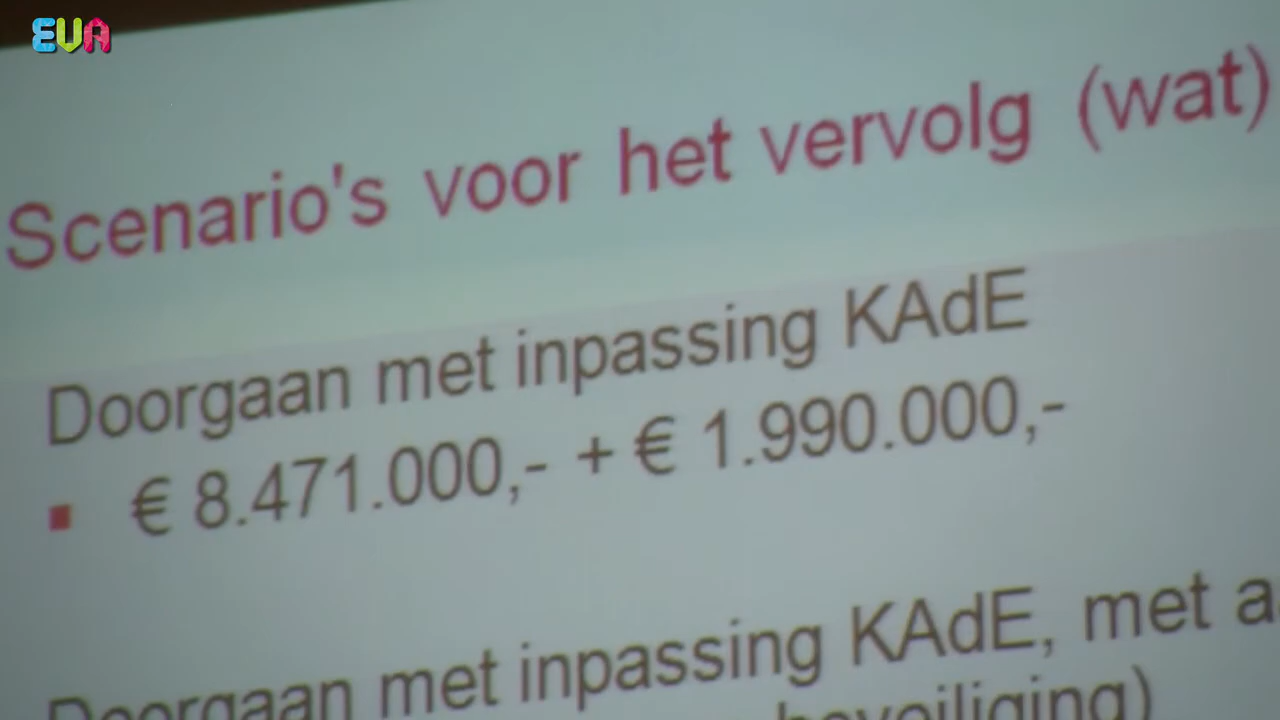 EVA
Scenario's voor het vervolg (wat)
Doorgaan met inpassing KAdE
▪ € 8.471.000,- + € 1.990.000,-
Doorgaan met inpassing KAdE, met a
beveiliging)